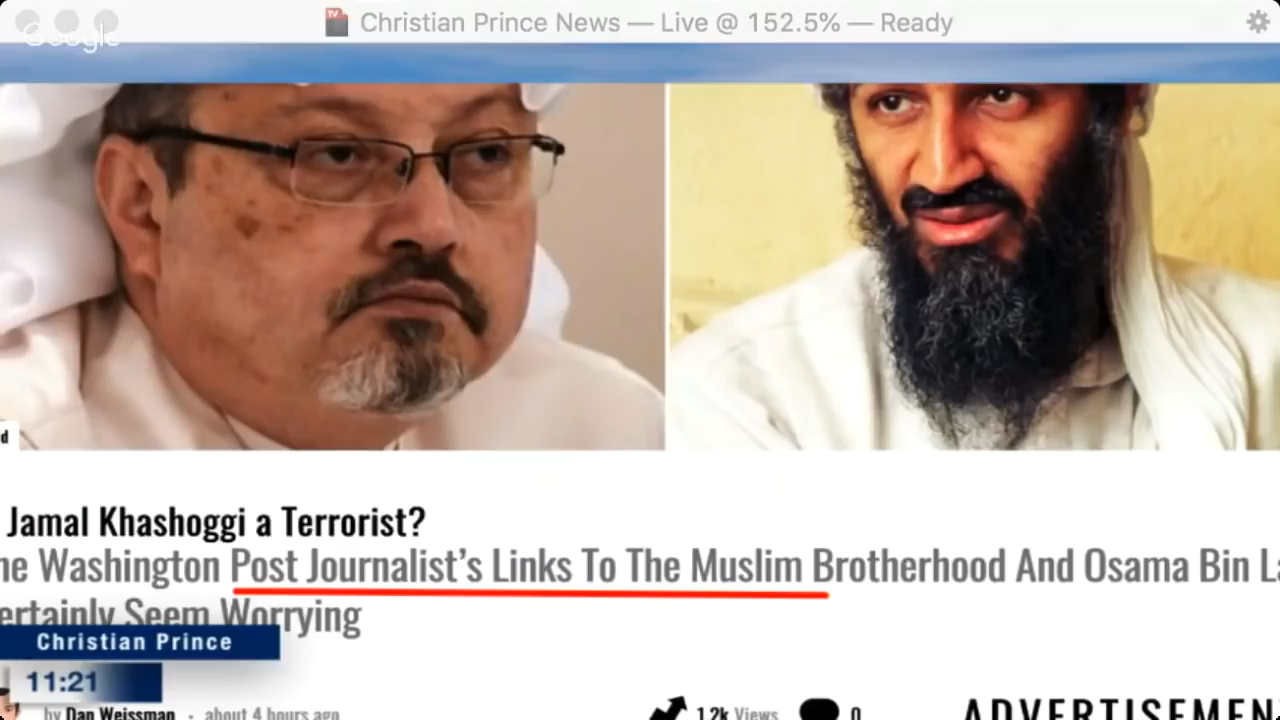 Google
Christian Prince News — Live @ 152.5% — Ready
d
Jamal Khashoggi a Terrorist?
he Washington Post Journalist's Links To The Muslim Brotherhood And Osama Bin La
ertainly Seem Worrying
Christian Prince
11:21
by Dan Weissman · about 4 hours ago
1.2k Views
0
ADVERTISEMEN